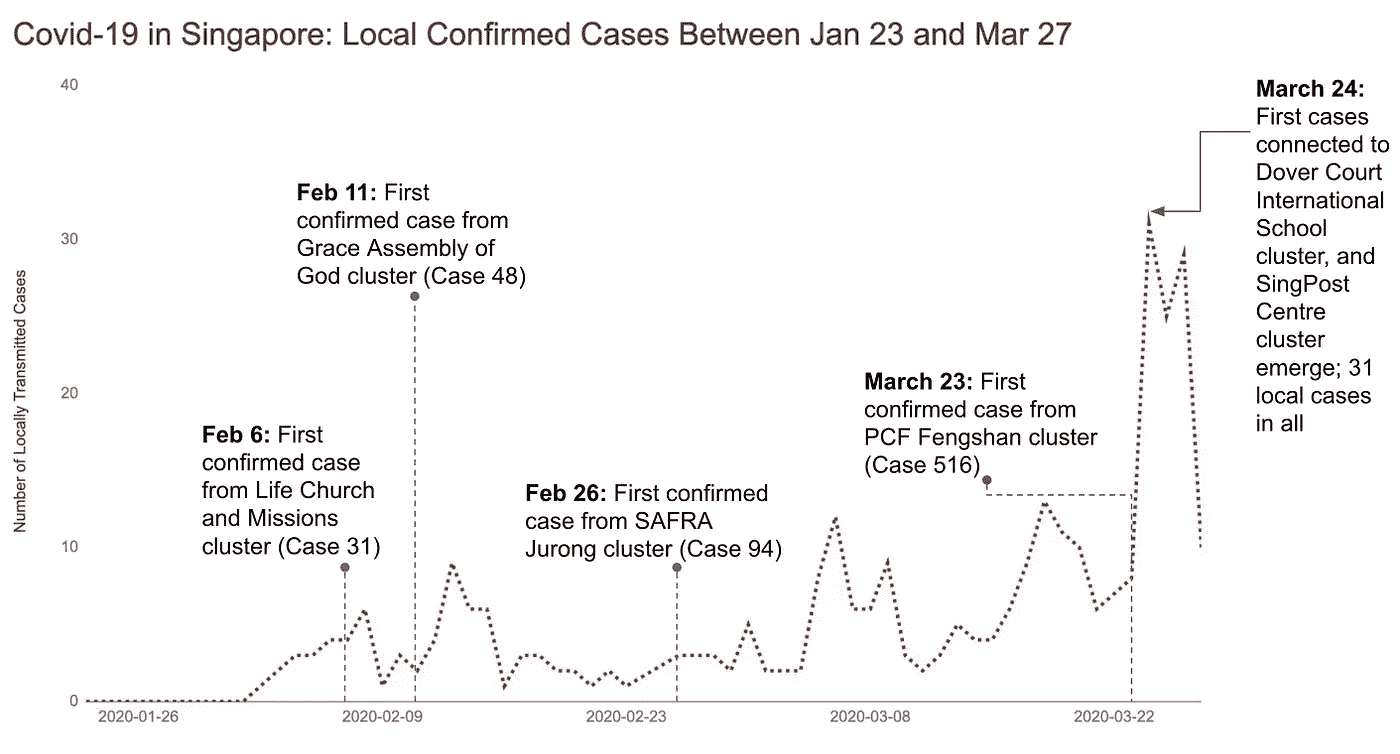 Covid-19 in Singapore: Local Confirmed Cases Between Jan 23 and Mar 27
Number of Locally Transmitted Cases
40
30
20
10
0
Feb 6: First
confirmed case
from Life Church
and Missions
cluster (Case 31)
Feb 11: First
confirmed case from
Grace Assembly of
God cluster (Case 48)
Feb 26: First confirmed
case from SAFRA
Jurong cluster (Case 94)
March 23: First
confirmed case from
PCF Fengshan cluster
(Case 516)
March 24:
First cases
connected to
Dover Court
International
School
cluster, and
SingPost
Centre
cluster
emerge; 31
local cases
in all
2020-01-26
2020-02-09
2020-02-23
2020-03-08
2020-03-22